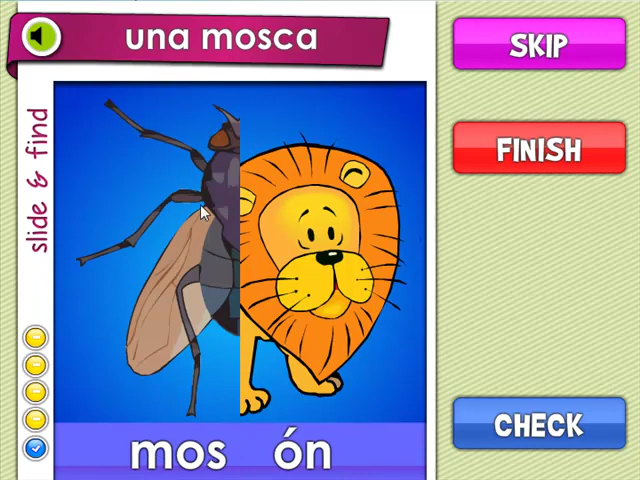 una mosca
SKIP
FINISH
slide & find
CHECK
mos ón